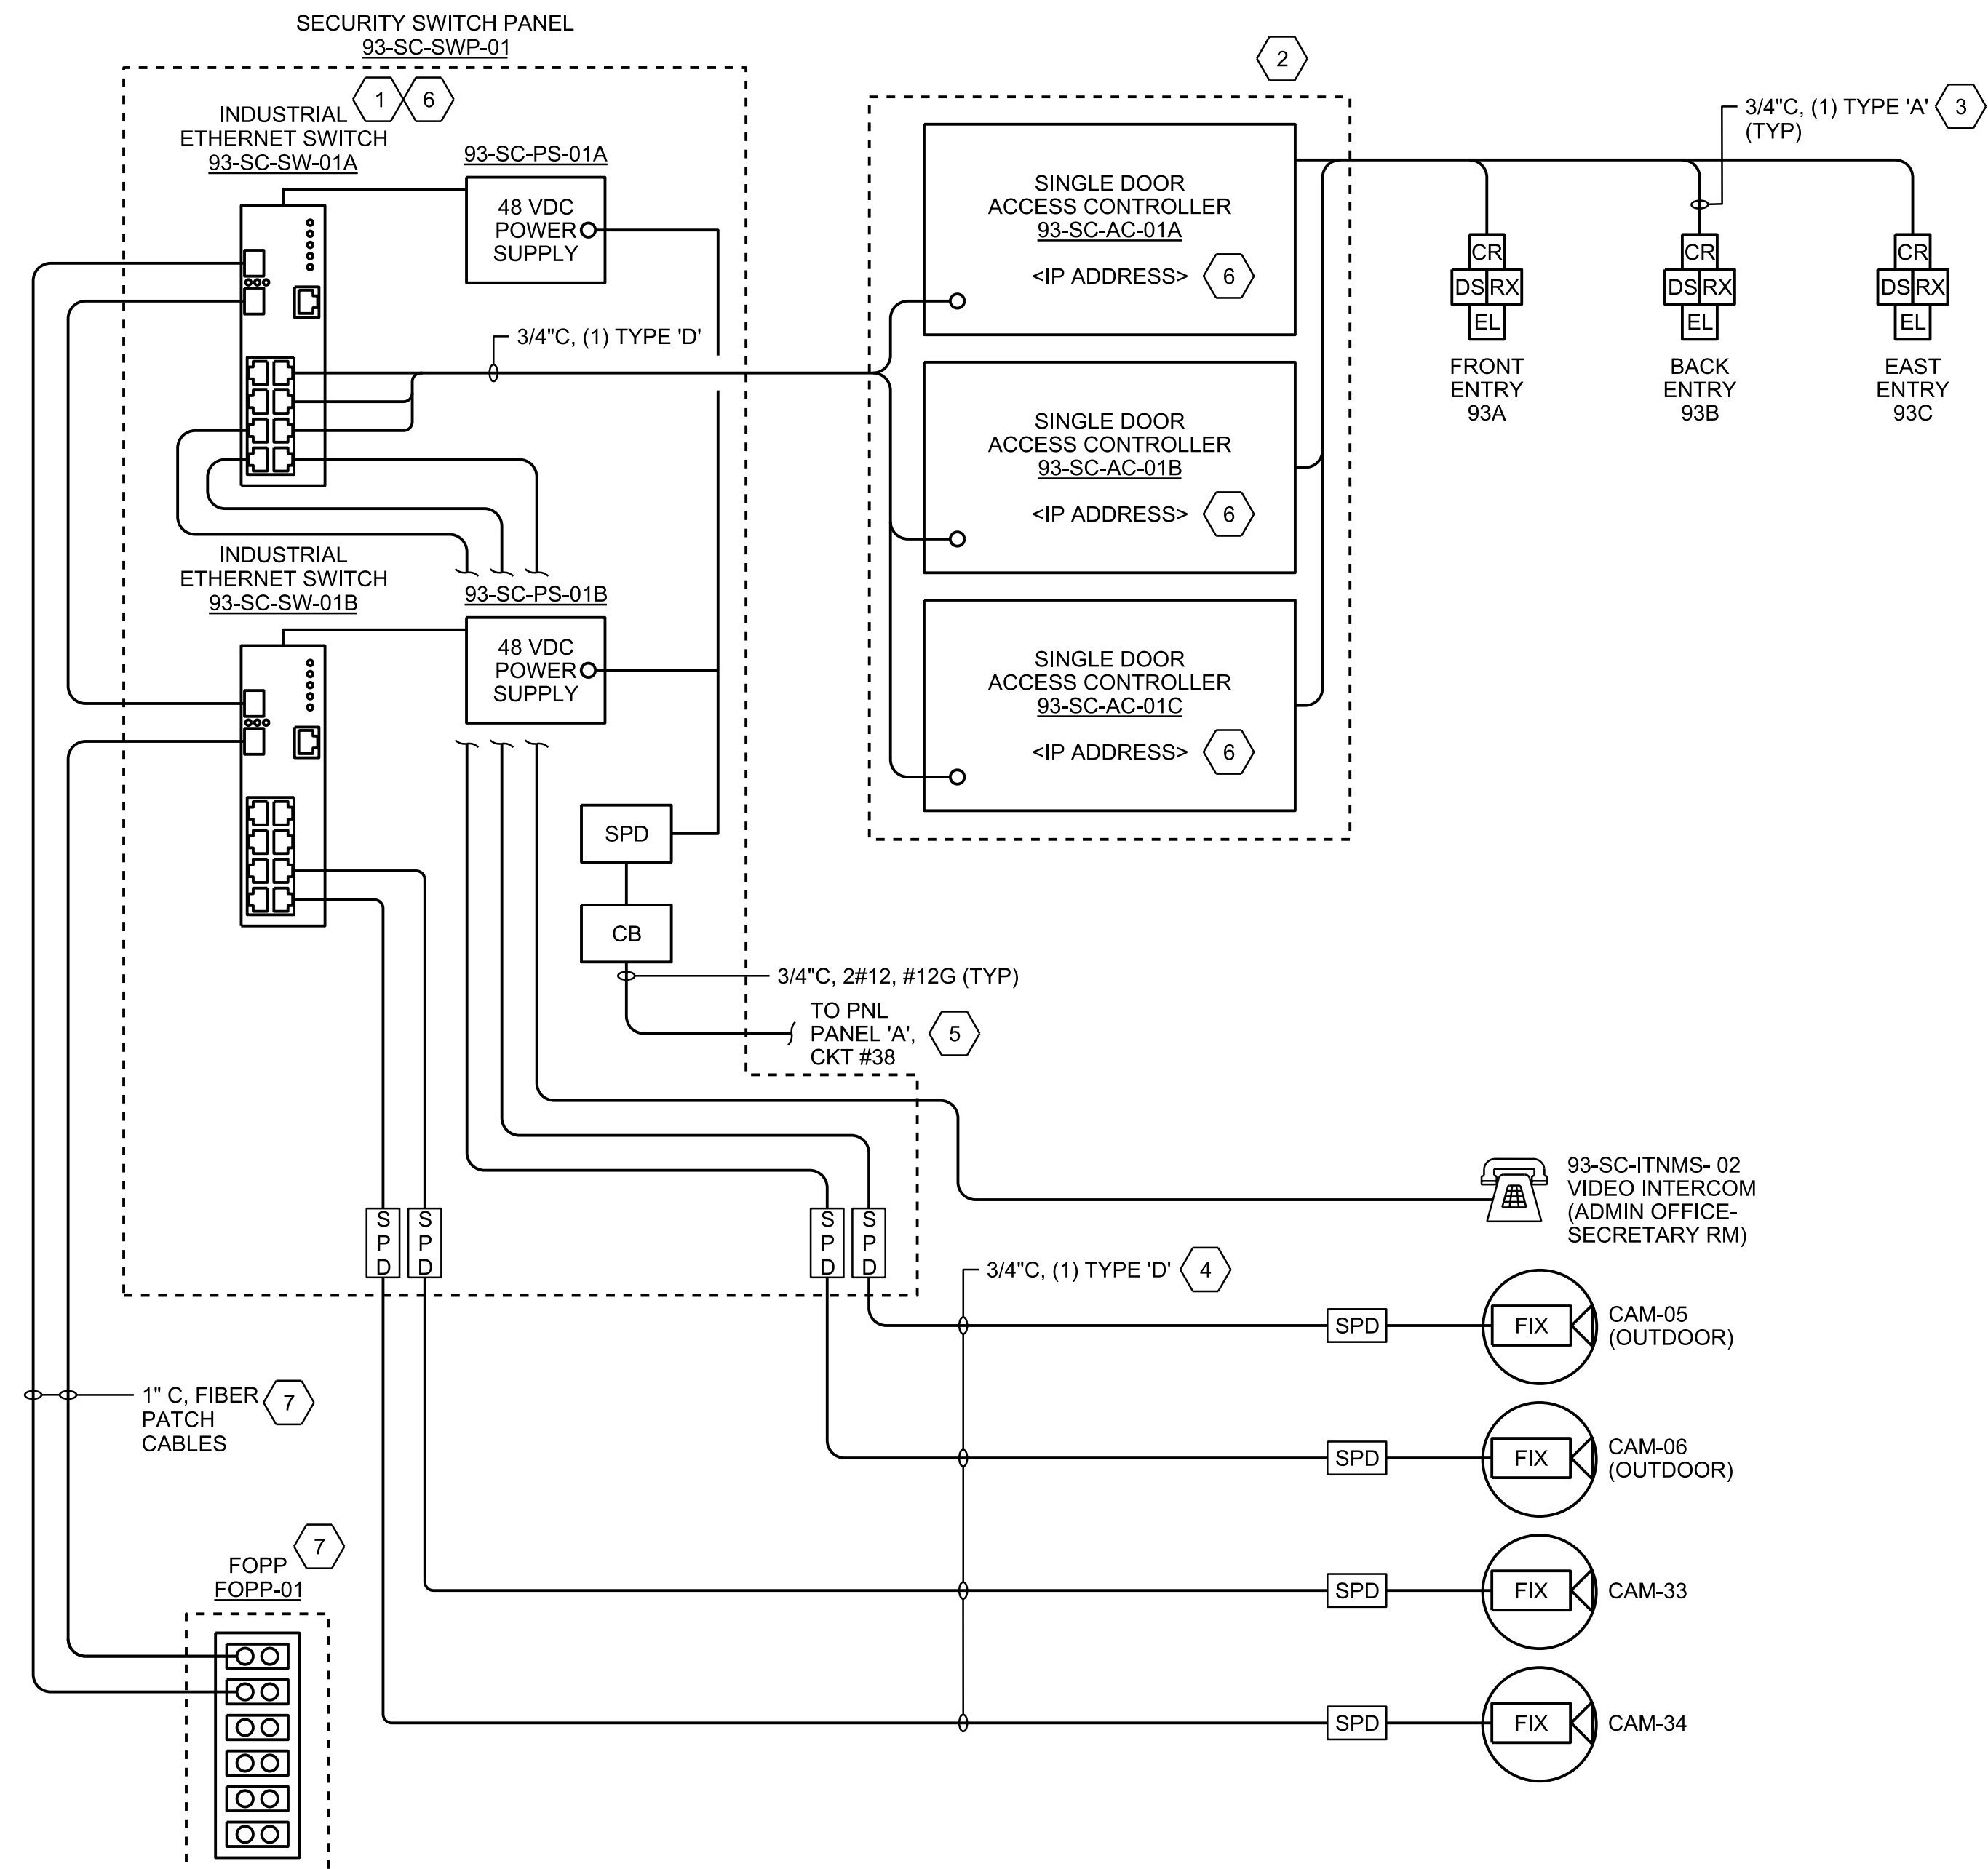 SECURITY SWITCH PANEL
93-SC-SWP-01
INDUSTRIAL
ETHERNET SWITCH
93-SC-SW-01A
1
6
93-SC-PS-01A
48 VDC
POWER
SUPPLY
3/4"C, (1) TYPE 'D'
2
SINGLE DOOR
ACCESS CONTROLLER
93-SC-AC-01A
<IP ADDRESS>
6
SINGLE DOOR
ACCESS CONTROLLER
93-SC-AC-01B
<IP ADDRESS>
6
SINGLE DOOR
ACCESS CONTROLLER
93-SC-AC-01C
<IP ADDRESS>
6
3/4"C, (1) TYPE 'A'
(TYP)
3
CR
DS RX
EL
FRONT
ENTRY
93A
CR
DS RX
EL
BACK
ENTRY
93B
CR
DS RX
EL
EAST
ENTRY
93C
INDUSTRIAL
ETHERNET SWITCH
93-SC-SW-01B
93-SC-PS-01B
48 VDC
POWER
SUPPLY
SPD
CB
3/4"C, 2#12, #12G (TYP)
TO PNL
PANEL 'A',
CKT #38
5
SPD
SPD
SPD
SPD
93-SC-ITNMS- 02
VIDEO INTERCOM
(ADMIN OFFICE-
SECRETARY RM)
3/4"C, (1) TYPE 'D'
4
SPD
FIX
CAM-05
(OUTDOOR)
SPD
FIX
CAM-06
(OUTDOOR)
SPD
FIX
CAM-33
SPD
FIX
CAM-34
1" C, FIBER
PATCH
CABLES
7
FOPP
FOPP-01
7